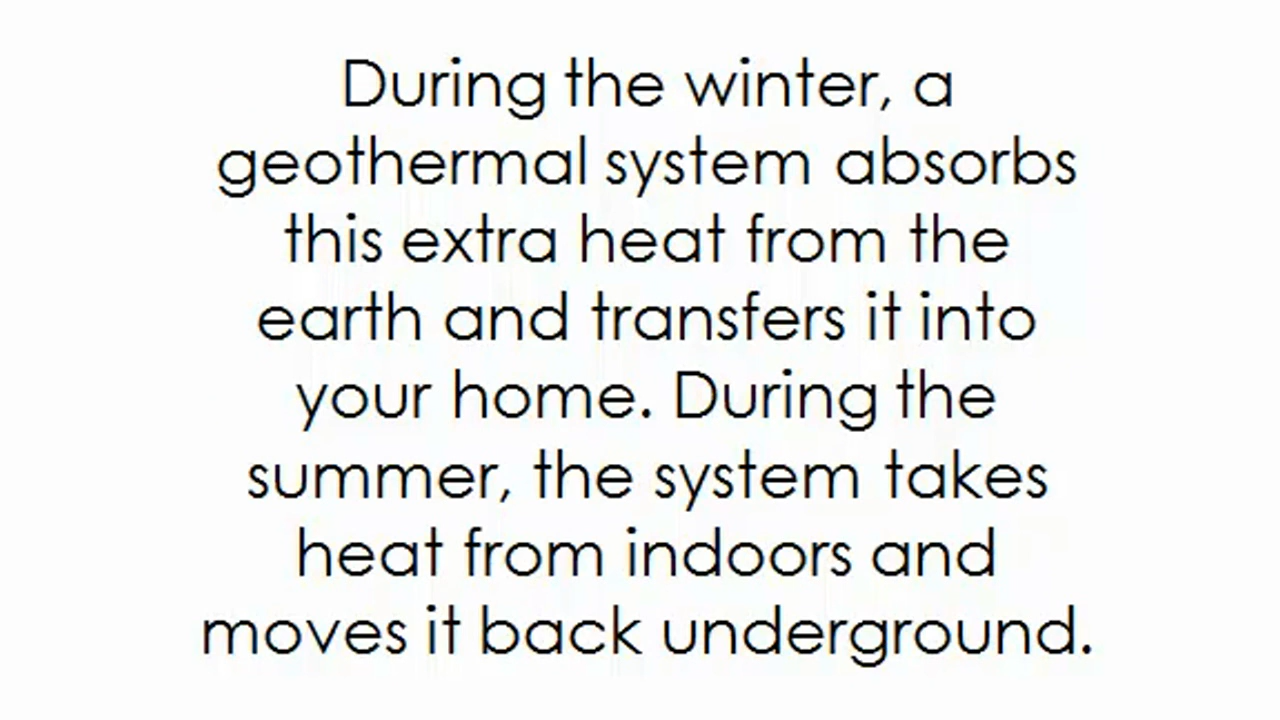 During the winter, a
geothermal system absorbs
this extra heat from the
earth and transfers it into
your home. During the
summer, the system takes
heat from indoors and
moves it back underground.